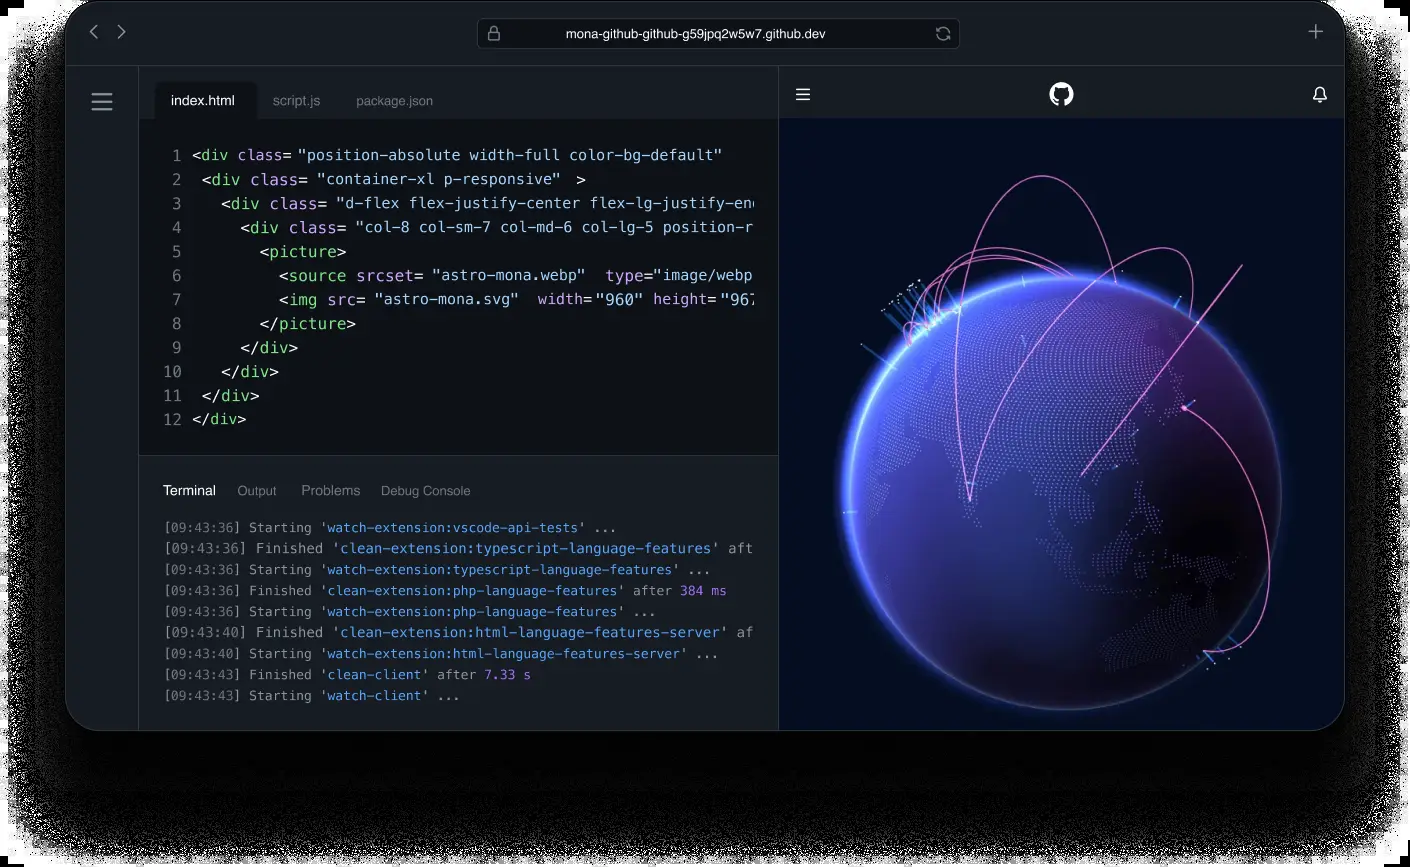 mona-github-github-g59jpq2w5w7.github.dev
index.html script.js package.json
1 <div class= "position-absolute width-full color-bg-default"
2 <div class= "container-xl p-responsive" >
3 <div class= "d-flex flex-justify-center flex-lg-justify-en
4 <div class= "col-8 col-sm-7 col-md-6 col-lg-5 position-r
5 <picture>
6 <source srcset= "astro-mona.webp" type="image/webp
7 <img src= "astro-mona.svg" width="960" height="967
8 </picture>
9 </div>
10 </div>
11 </div>
12 </div>
Terminal Output Problems Debug Console
[09:43:36] Starting 'watch-extension:vscode-api-tests' ...
[09:43:36] Finished 'clean-extension:typescript-language-features' aft
[09:43:36] Starting 'watch-extension:typescript-language-features' ...
[09:43:36] Finished 'clean-extension:php-language-features' after 384 ms
[09:43:36] Starting 'watch-extension:php-language-features' ...
[09:43:40] Finished 'clean-extension:html-language-features-server' af
[09:43:40] Starting 'watch-extension:html-language-features-server' ...
[09:43:43] Finished 'clean-client' after 7.33 s
[09:43:43] Starting 'watch-client' ...